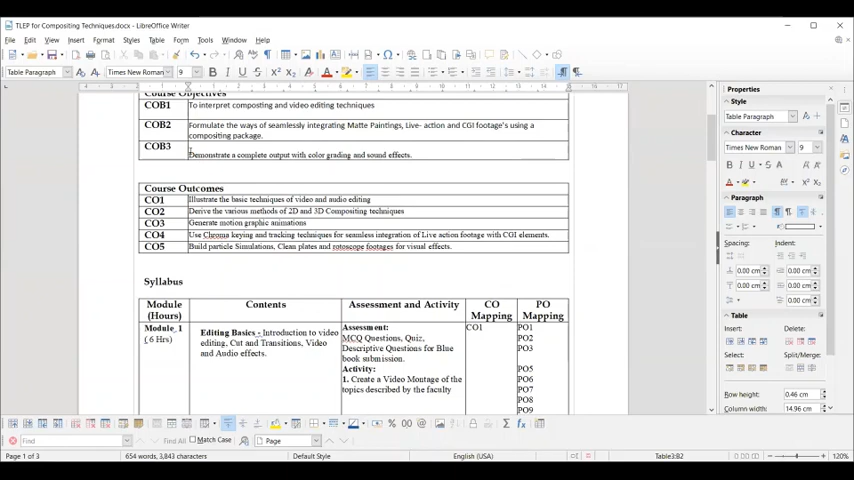 TLEP for Compositing Techniques.docx - LibreOffice Writer
File Edit View Insert Format Styles Table Form Tools Window Help
Table Paragraph Times New Roman 9
Course Objectives
COB1 To interpret compositing and video editing techniques
COB2 Formulate the ways of seamlessly integrating Matte Paintings, Live- action and CGI footage's using a
compositing package.
COB3
Demonstrate a complete output with color grading and sound effects.
Course Outcomes
CO1 Illustrate the basic techniques of video and audio editing
CO2 Derive the various methods of 2D and 3D Compositing techniques
CO3 Generate motion graphic animations
CO4 Use Chroma keying and tracking techniques for seamless integration of Live action footage with CGI elements.
CO5 Build particle Simulations, Clean plates and rotoscope footages for visual effects.
Syllabus
Module
(Hours)
Contents
Assessment and Activity
CO
Mapping
PO
Mapping
Module_1
( 6 Hrs)
Editing Basics - Introduction to video
editing, Cut and Transitions, Video
and Audio effects.
Assessment:
MCQ Questions, Quiz,
Descriptive Questions for Blue
book submission.
Activity:
1. Create a Video Montage of the
topics described by the faculty
CO1
PO1
PO2
PO3
PO5
PO6
PO7
PO8
PO9
Properties
Style
Table Paragraph
Character
Times New Roman 9
Paragraph
Spacing: Indent:
0.00 cm 0.00 cm
0.00 cm 0.00 cm
0.00 cm
Table
Insert: Delete:
Select: Split/Merge:
Row height: 0.46 cm
Column width: 14.96 cm
Find Find All Match Case Page
Page 1 of 3 654 words, 3,843 characters Default Style English (USA) Table3:B2 120%